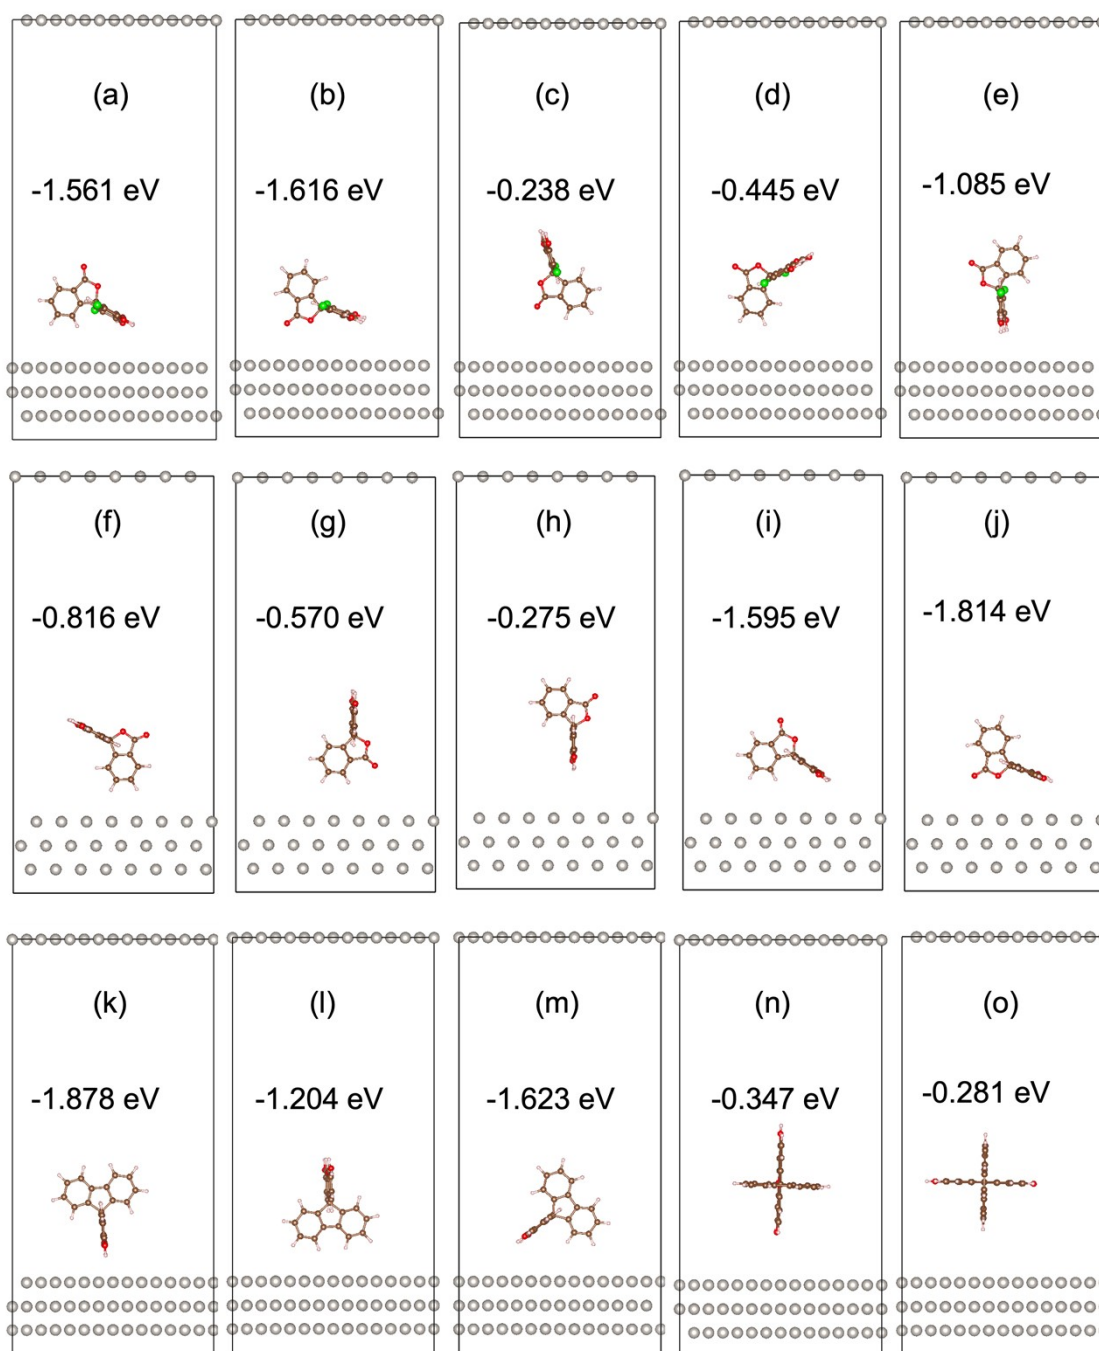 (a) (b) (c) (d) (e)
-1.561 eV -1.616 eV -0.238 eV -0.445 eV -1.085 eV
(f) (g) (h) (i) (j)
-0.816 eV -0.570 eV -0.275 eV -1.595 eV -1.814 eV
(k) (l) (m) (n) (o)
-1.878 eV -1.204 eV -1.623 eV -0.347 eV -0.281 eV